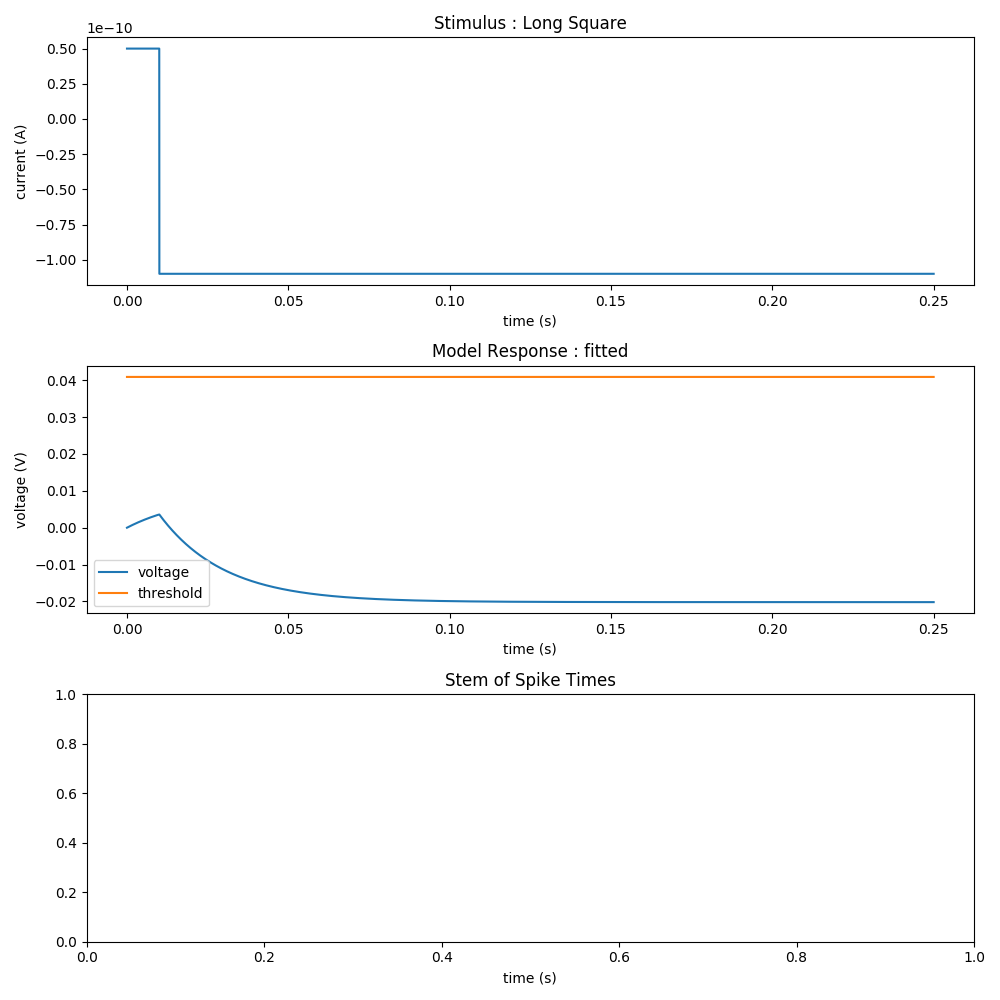 Stimulus : Long Square
1e−10
0.50
0.25
0.00
−0.25
−0.50
−0.75
−1.00
current (A)
0.00 0.05 0.10 0.15 0.20 0.25
time (s)
Model Response : fitted
0.04
0.03
0.02
0.01
0.00
−0.01
−0.02
voltage (V)
voltage
threshold
0.00 0.05 0.10 0.15 0.20 0.25
time (s)
Stem of Spike Times
1.0
0.8
0.6
0.4
0.2
0.0
0.0 0.2 0.4 0.6 0.8 1.0
time (s)